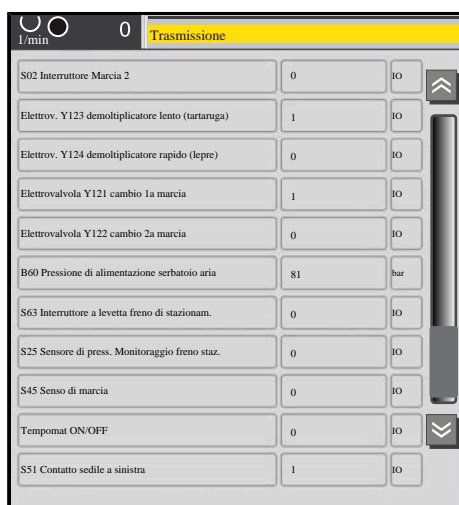 1/min 0 Trasmissione
S02 Interruttore Marcia 2 0 IO
Elettrov. Y123 demoltiplicatore lento (tartaruga) 1 IO
Elettrov. Y124 demoltiplicatore rapido (lepre) 0 IO
Elettrovalvola Y121 cambio 1a marcia 1 IO
Elettrovalvola Y122 cambio 2a marcia 0 IO
B60 Pressione di alimentazione serbatoio aria 81 bar
S63 Interruttore a levetta freno di stazionam. 0 IO
S25 Sensore di press. Monitoraggio freno staz. 0 IO
S45 Senso di marcia 0 IO
Tempomat ON/OFF 0 IO
S51 Contatto sedile a sinistra 1 IO